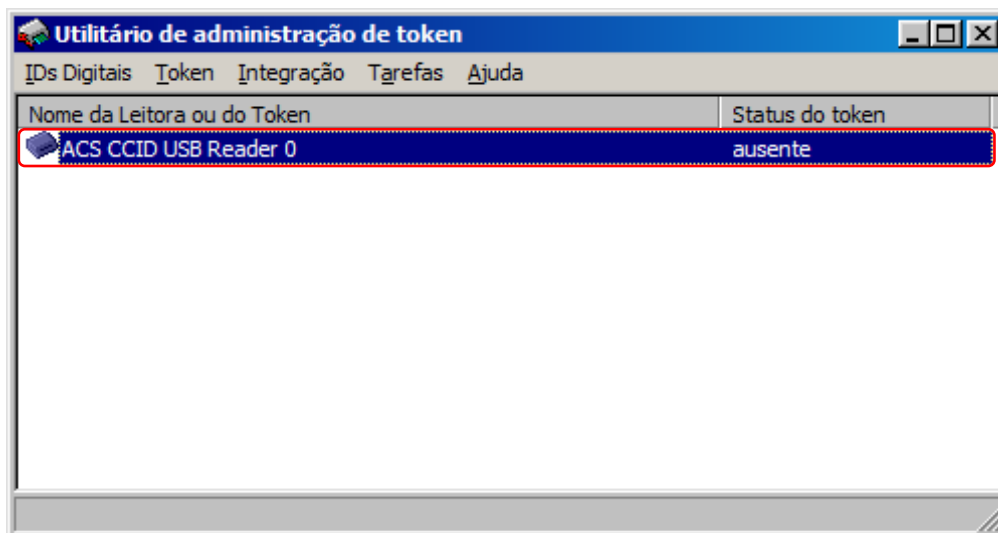 Utilitário de administração de token
IDs Digitais Token Integração Tarefas Ajuda
Nome da Leitora ou do Token Status do token
ACS CCID USB Reader 0 ausente